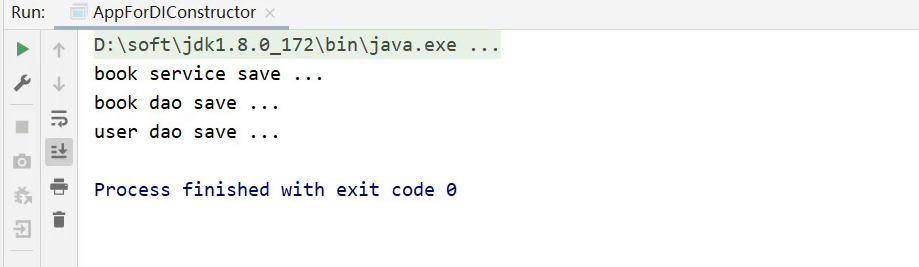 Run: AppForDIConstructor
D:\soft\jdk1.8.0_172\bin\java.exe ...
book service save ...
book dao save ...
user dao save ...
Process finished with exit code 0